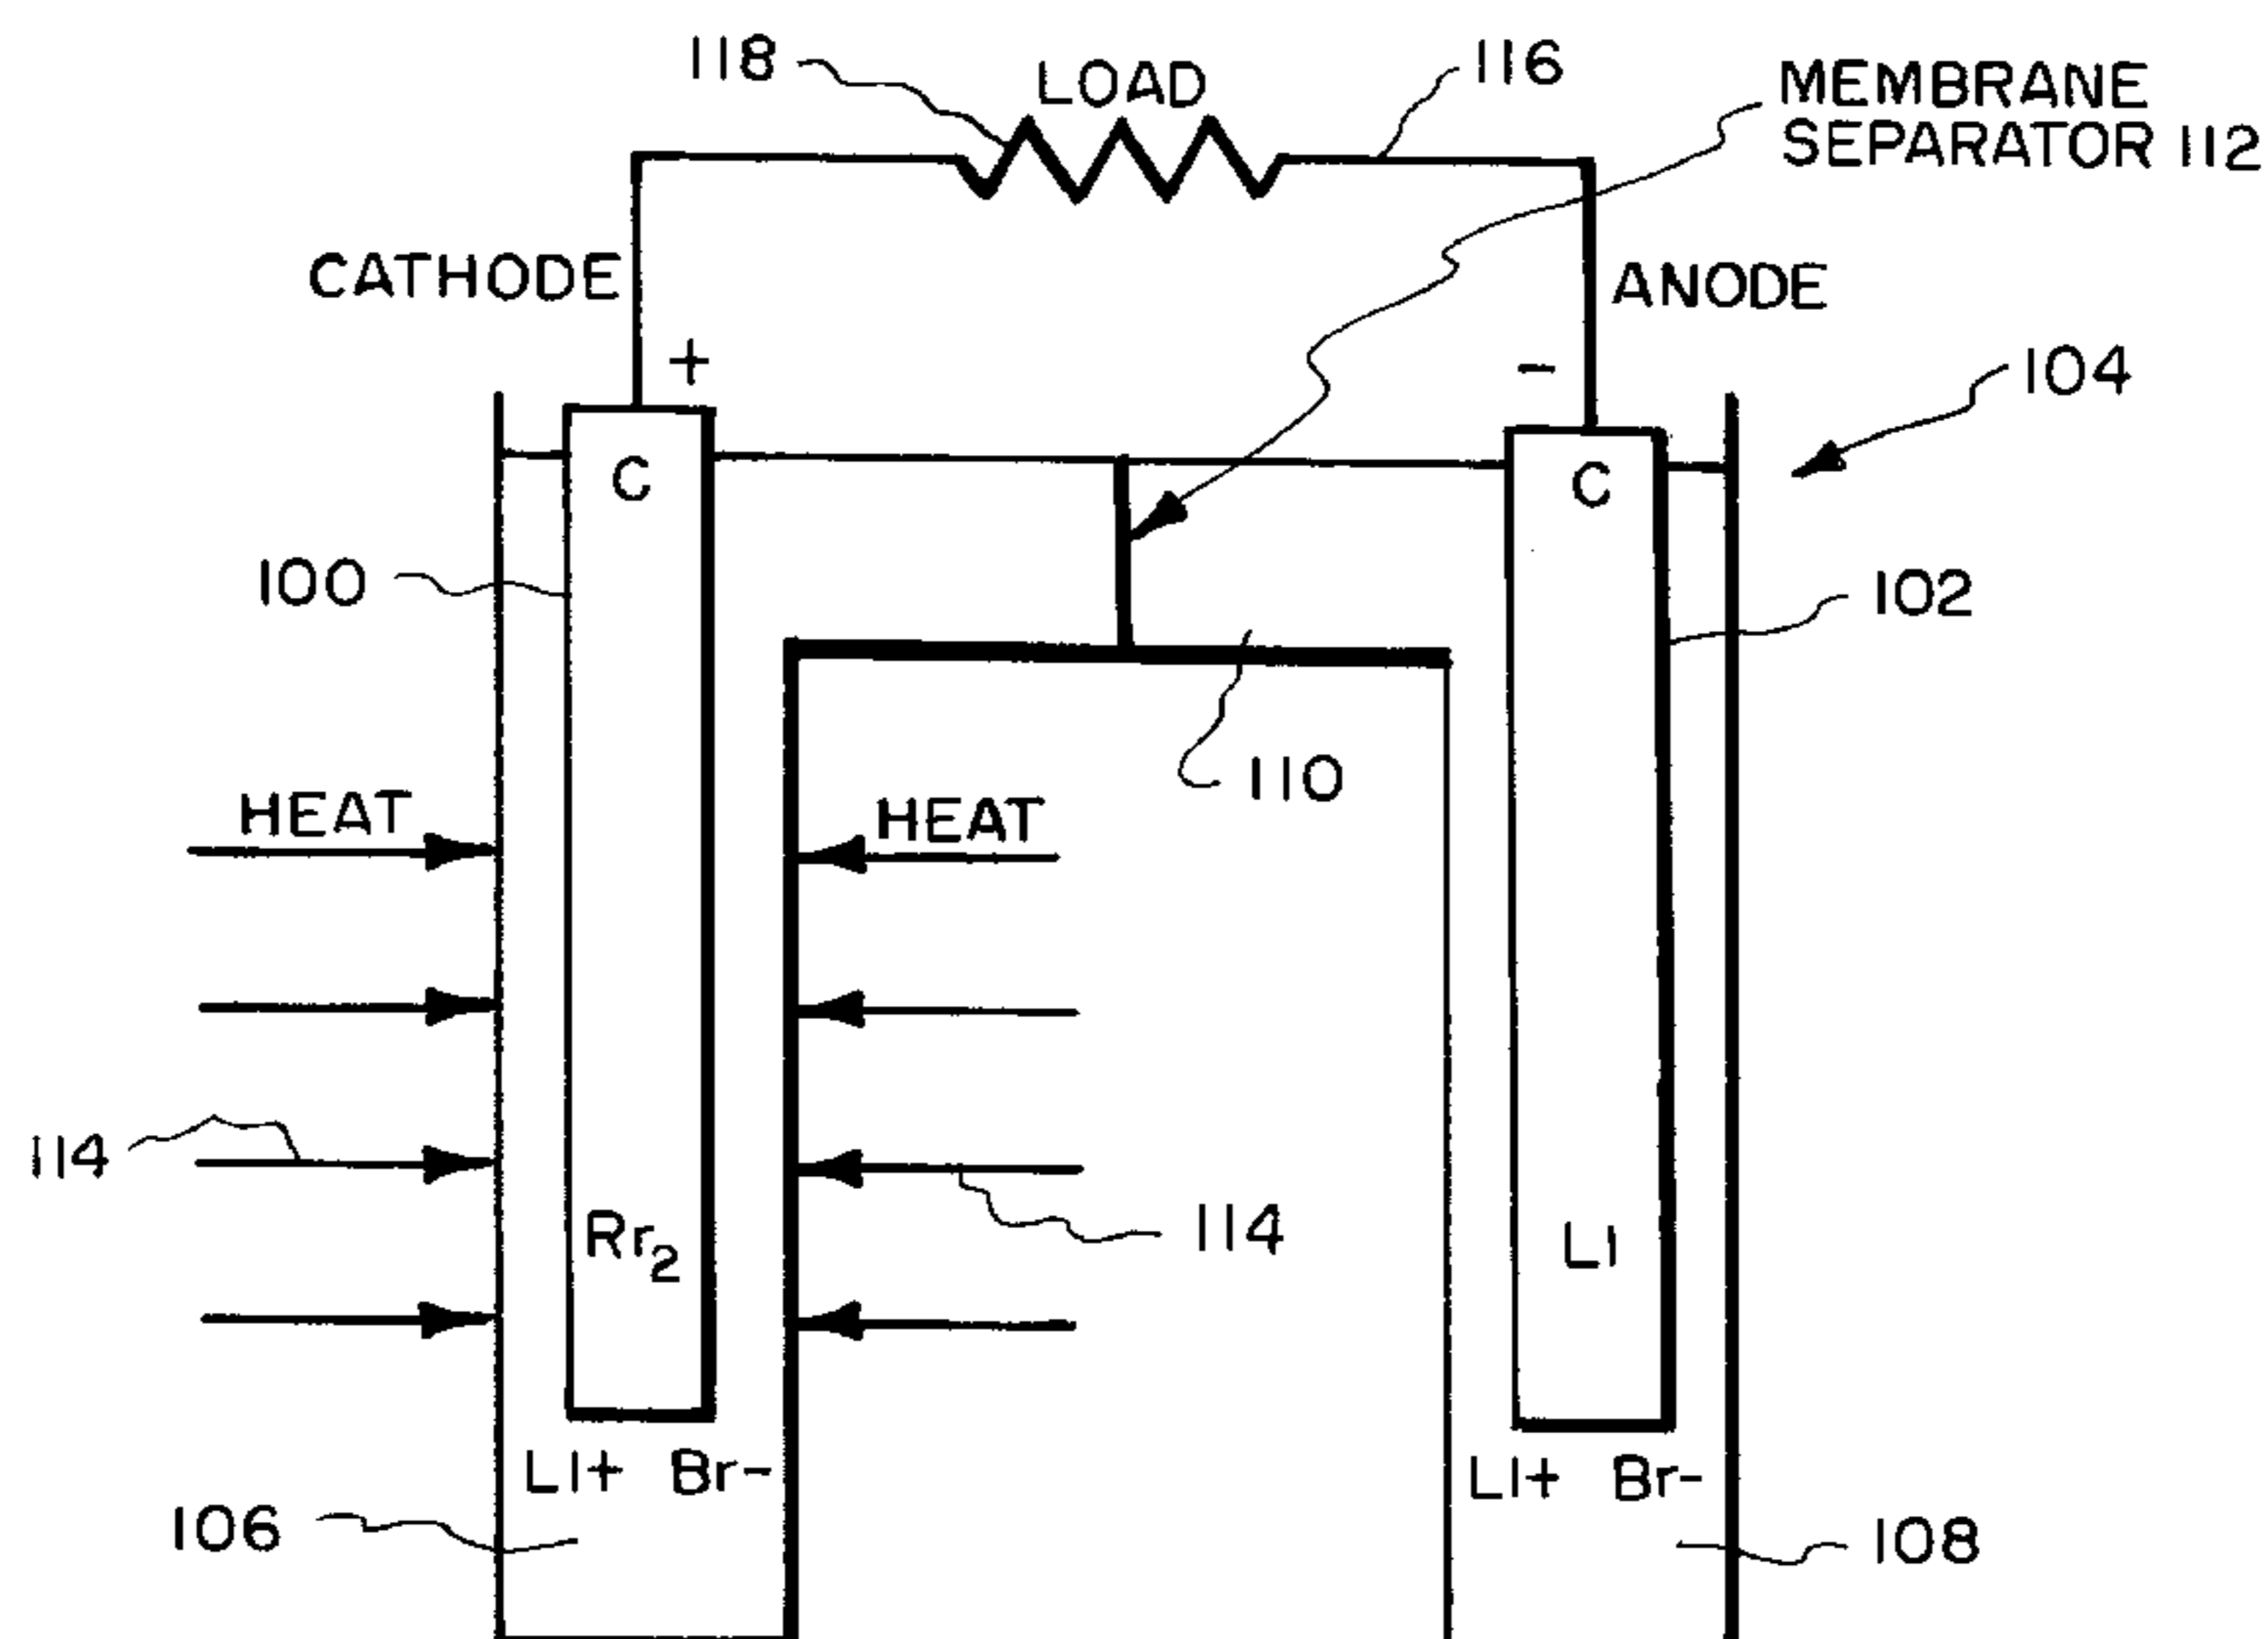 118
LOAD
116
MEMBRANE
SEPARATOR 112
CATHODE
ANODE
+
-
104
C
C
100
102
110
HEAT
HEAT
114
114
Rr2
LI
LI+ Br-
LI+ Br-
106
108